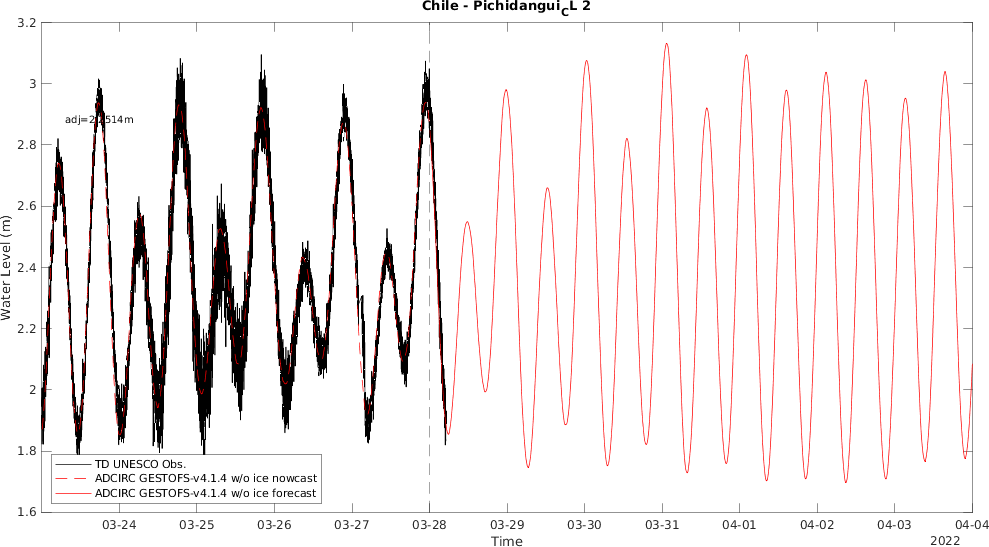 Chile - Pichidangui_CL 2
3.2
3
2.8
2.6
2.4
2.2
2
1.8
1.6
Water Level (m)
adj=2.2514m
TD UNESCO Obs.
ADCIRC GESTOFS-v4.1.4 w/o ice nowcast
ADCIRC GESTOFS-v4.1.4 w/o ice forecast
03-24 03-25 03-26 03-27 03-28 03-29 03-30 03-31 04-01 04-02 04-03 04-04
Time
2022